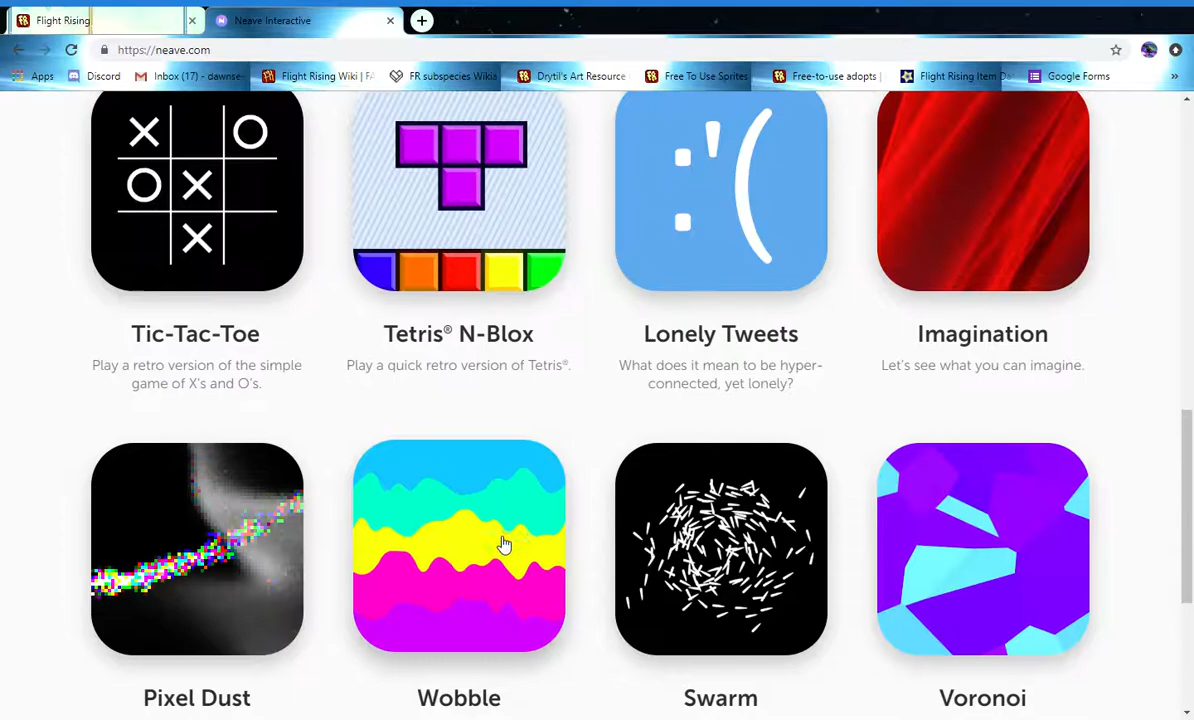 Flight Rising
Neave Interactive
https://neave.com
Apps
Discord
Inbox (17) - dawnse
Flight Rising Wiki | FA
FR subspecies Wikia
Drytil's Art Resource
Free To Use Sprites
Free-to-use adopts |
Flight Rising Item Da
Google Forms
»
X O
O X
X
:'(
Tic-Tac-Toe
Play a retro version of the simple
game of X's and O's.
Tetris® N-Blox
Play a quick retro version of Tetris®.
Lonely Tweets
What does it mean to be hyper-
connected, yet lonely?
Imagination
Let's see what you can imagine.
Pixel Dust
Wobble
Swarm
Voronoi